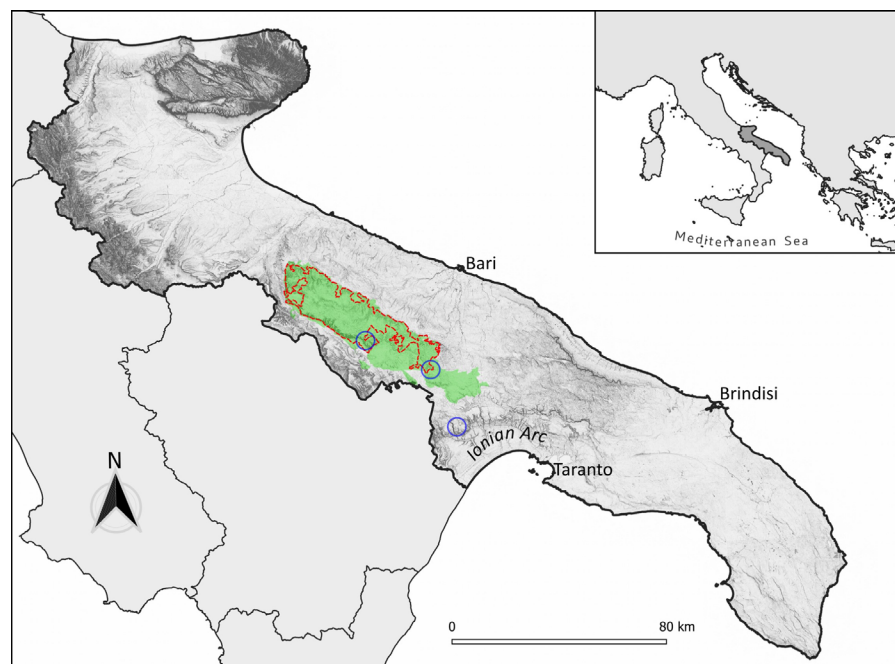 Mediterranean Sea
Bari
Brindisi
Ionian Arc
Taranto
N
0 80 km